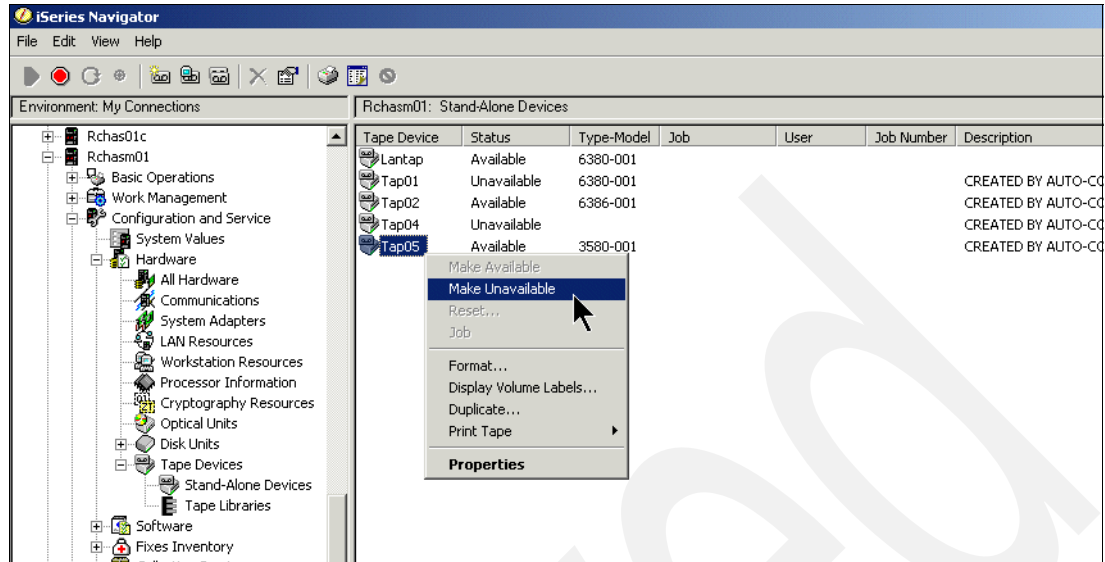 iSeries Navigator
File Edit View Help
Environment: My Connections
Rchasm01: Stand-Alone Devices
Rchas01c
Rchasm01
Basic Operations
Work Management
Configuration and Service
System Values
Hardware
All Hardware
Communications
System Adapters
LAN Resources
Workstation Resources
Processor Information
Cryptography Resources
Optical Units
Disk Units
Tape Devices
Stand-Alone Devices
Tape Libraries
Software
Fixes Inventory
Tape Device Status Type-Model Job User Job Number Description
Lantap Available 6380-001
Tap01 Unavailable 6380-001 CREATED BY AUTO-CO
Tap02 Available 6386-001 CREATED BY AUTO-CO
Tap04 Unavailable CREATED BY AUTO-CO
Tap05 Available 3580-001 CREATED BY AUTO-CO
Make Available
Make Unavailable
Reset...
Job
Format...
Display Volume Labels...
Duplicate...
Print Tape
Properties